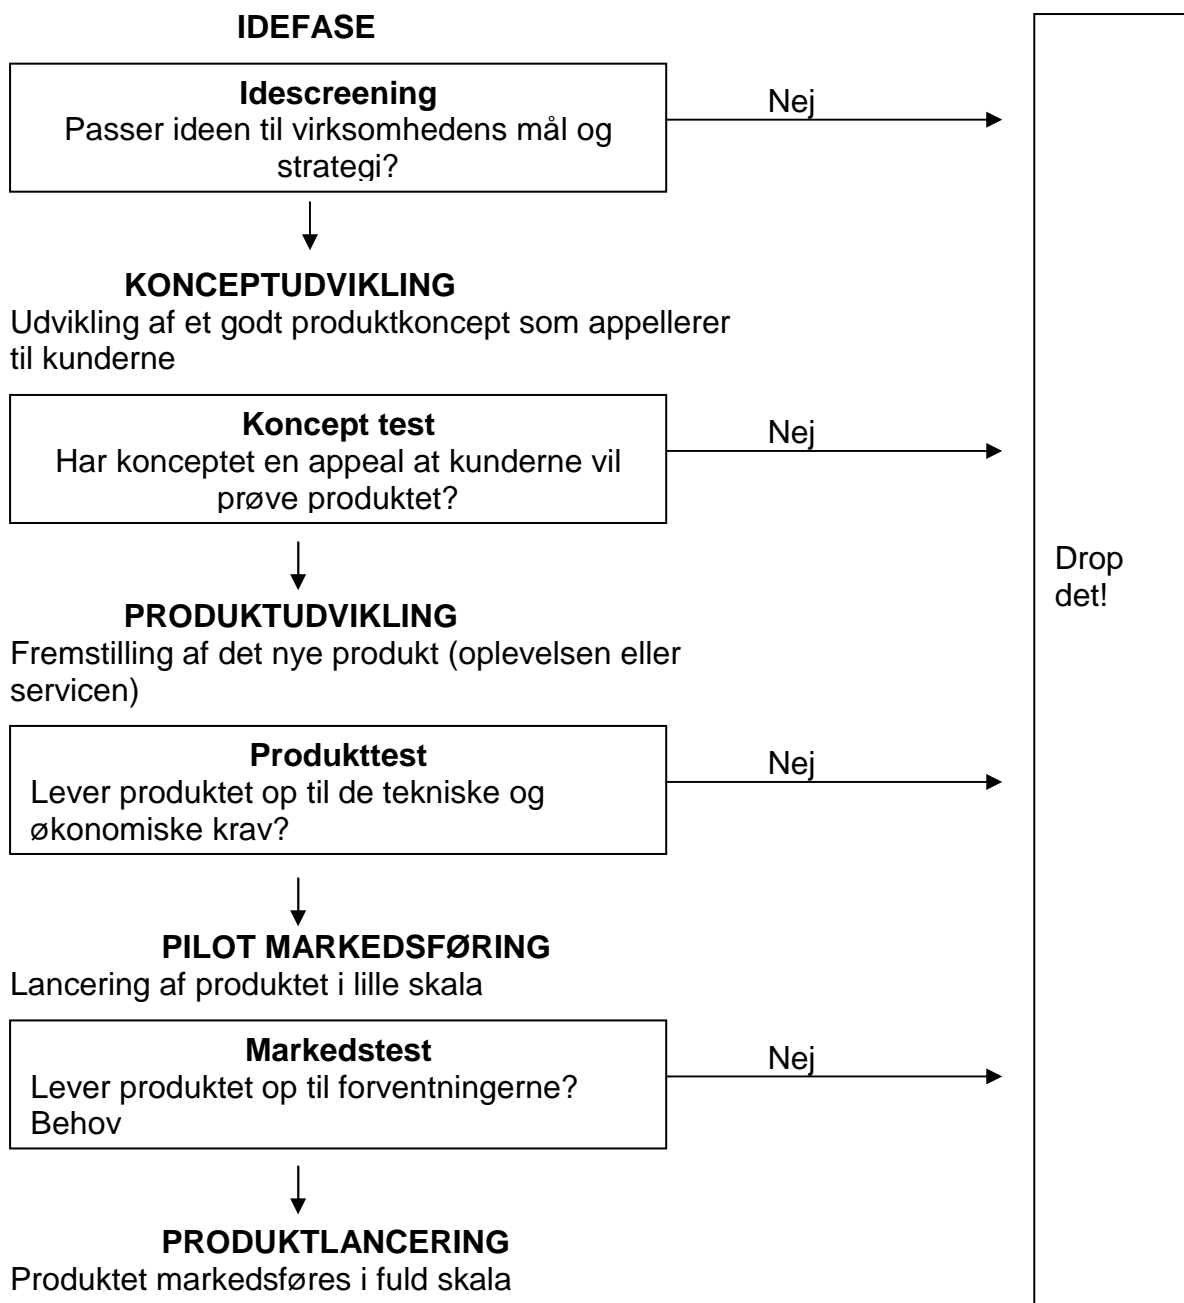 IDEFASE
Idescreening
Nej
Passer ideen til virksomhedens mål og
strategi?
KONCEPTUDVIKLING
Udvikling af et godt produktkoncept som appellerer
til kunderne
Koncept test
Nej
Har konceptet en appeal at kunderne vil
prøve produktet?
Drop
det!
PRODUKTUDVIKLING
Fremstilling af det nye produkt (oplevelsen eller
servicen)
Produkttest
Nej
Lever produktet op til de tekniske og
økonomiske krav?
PILOT MARKEDSFØRING
Lancering af produktet i lille skala
Markedstest
Nej
Lever produktet op til forventningerne?
Behov
PRODUKTLANCERING
Produktet markedsføres i fuld skala